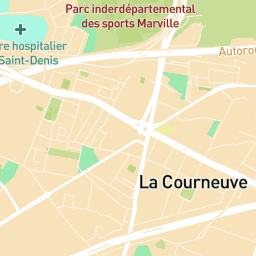 Parc inderdépartemental
des sports Marville
re hospitalier
Saint-Denis
Autorou
La Courneuve